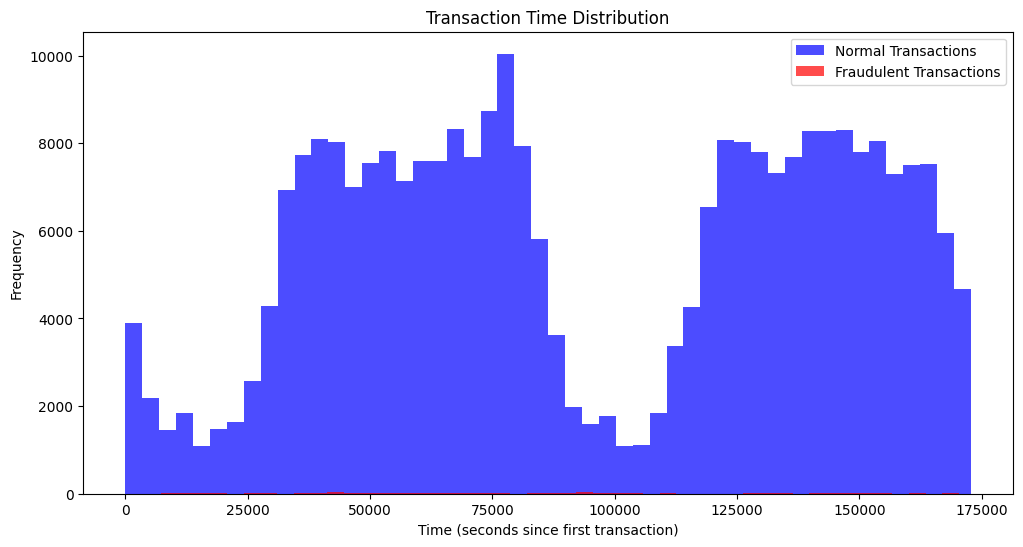 Transaction Time Distribution
Normal Transactions
Fraudulent Transactions
10000
8000
6000
4000
2000
0
Frequency
0 25000 50000 75000 100000 125000 150000 175000
Time (seconds since first transaction)